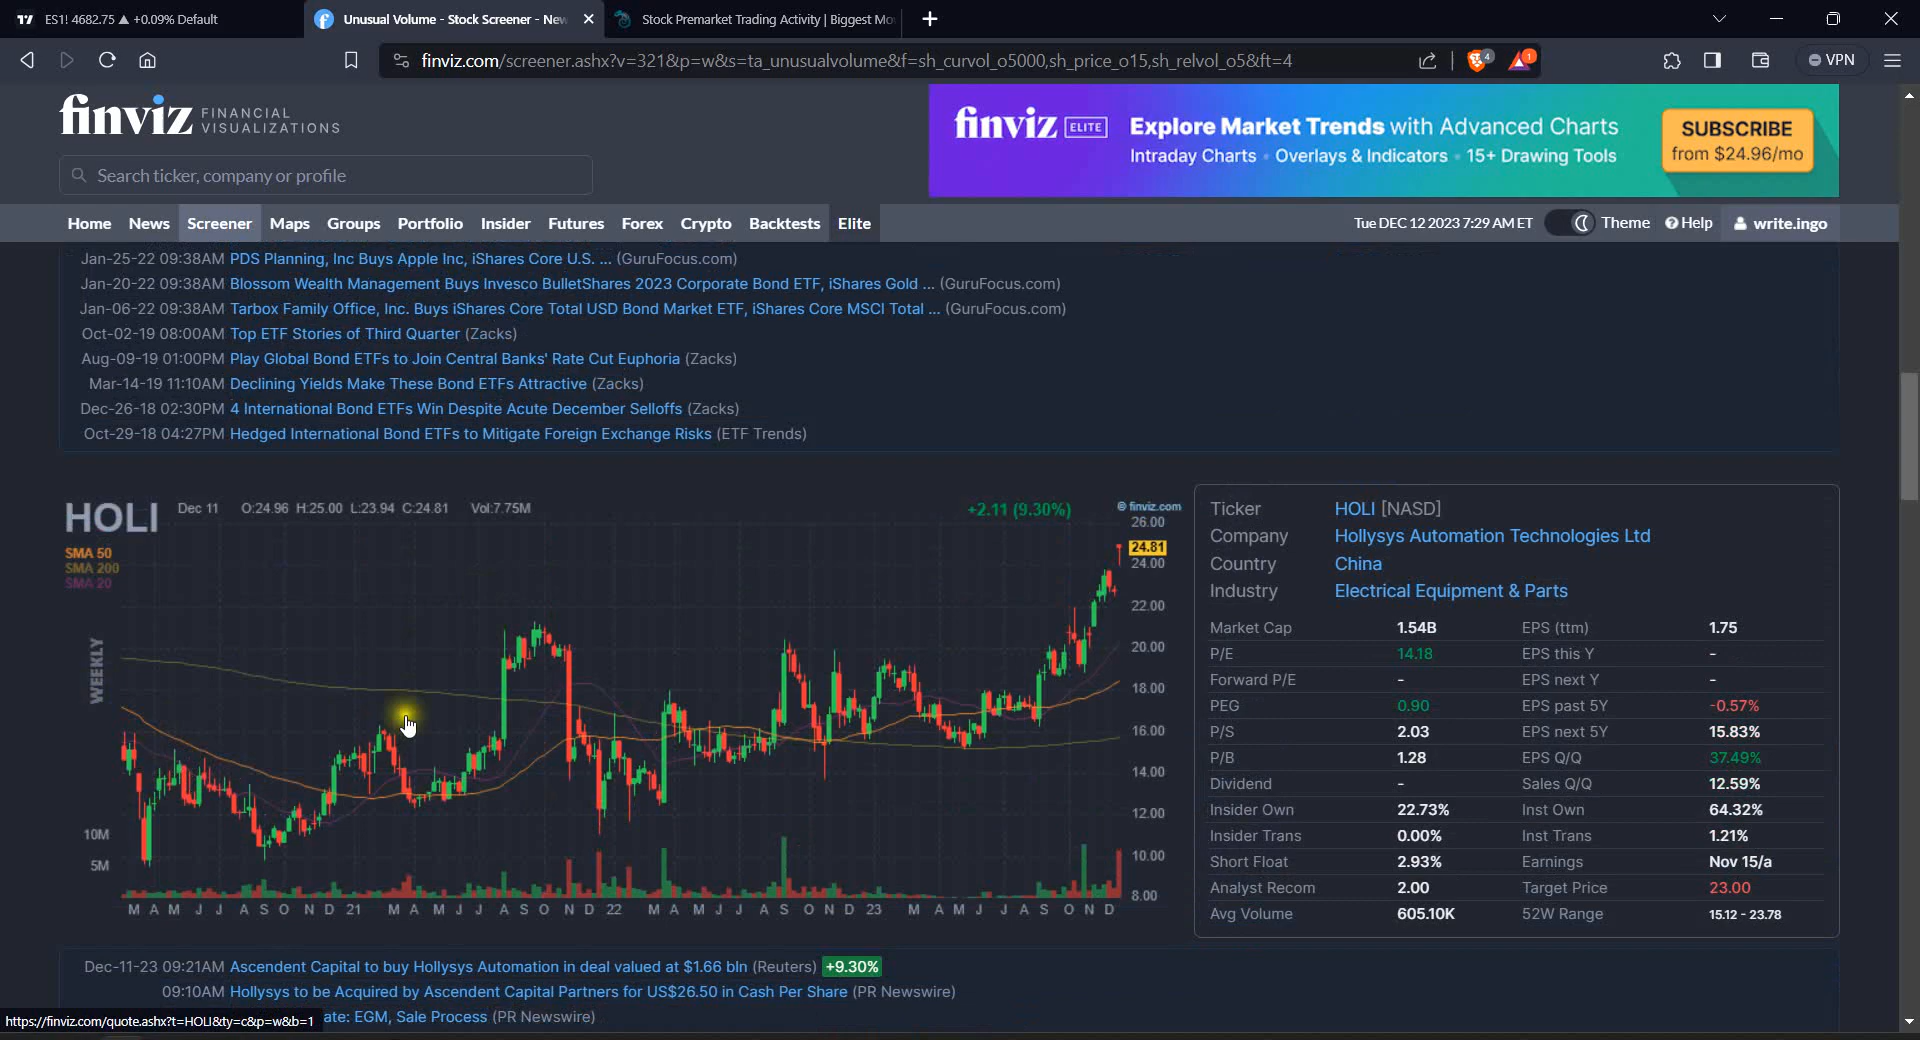 ES1! 4682.75 ▲ +0.09% Default
Unusual Volume - Stock Screener - New
Stock Premarket Trading Activity | Biggest Mo
finviz.com/screener.ashx?v=321&p=w&s=ta_unusualvolume&f=sh_curvol_o5000,sh_price_o15,sh_relvol_o5&ft=4
4
1
VPN
finviz FINANCIAL VISUALIZATIONS
Search ticker, company or profile
finviz ELITE
Explore Market Trends with Advanced Charts
Intraday Charts • Overlays & Indicators • 15+ Drawing Tools
SUBSCRIBE
from $24.96/mo
Home News Screener Maps Groups Portfolio Insider Futures Forex Crypto Backtests Elite
Tue DEC 12 2023 7:29 AM ET Theme Help write.ingo
Jan-25-22 09:38AM PDS Planning, Inc Buys Apple Inc, iShares Core U.S. ... (GuruFocus.com)
Jan-20-22 09:38AM Blossom Wealth Management Buys Invesco BulletShares 2023 Corporate Bond ETF, iShares Gold ... (GuruFocus.com)
Jan-06-22 09:38AM Tarbox Family Office, Inc. Buys iShares Core Total USD Bond Market ETF, iShares Core MSCI Total ... (GuruFocus.com)
Oct-02-19 08:00AM Top ETF Stories of Third Quarter (Zacks)
Aug-09-19 01:00PM Play Global Bond ETFs to Join Central Banks' Rate Cut Euphoria (Zacks)
Mar-14-19 11:10AM Declining Yields Make These Bond ETFs Attractive (Zacks)
Dec-26-18 02:30PM 4 International Bond ETFs Win Despite Acute December Selloffs (Zacks)
Oct-29-18 04:27PM Hedged International Bond ETFs to Mitigate Foreign Exchange Risks (ETF Trends)
HOLI Dec 11 O:24.96 H:25.00 L:23.94 C:24.81 Vol:7.75M +2.11 (9.30%) © finviz.com
SMA 50
SMA 200
SMA 20
WEEKLY
10M
5M
26.00
24.81
24.00
22.00
20.00
18.00
16.00
14.00
12.00
10.00
8.00
M A M J J A S O N D 21 M A M J J A S O N D 22 M A M J J A S O N D 23 M A M J J A S O N D
Ticker HOLI [NASD]
Company Hollysys Automation Technologies Ltd
Country China
Industry Electrical Equipment & Parts
Market Cap 1.54B EPS (ttm) 1.75
P/E 14.18 EPS this Y -
Forward P/E - EPS next Y -
PEG 0.90 EPS past 5Y -0.57%
P/S 2.03 EPS next 5Y 15.83%
P/B 1.28 EPS Q/Q 37.49%
Dividend - Sales Q/Q 12.59%
Insider Own 22.73% Inst Own 64.32%
Insider Trans 0.00% Inst Trans 1.21%
Short Float 2.93% Earnings Nov 15/a
Analyst Recom 2.00 Target Price 23.00
Avg Volume 605.10K 52W Range 15.12 - 23.78
Dec-11-23 09:21AM Ascendent Capital to buy Hollysys Automation in deal valued at $1.66 bln (Reuters) +9.30%
09:10AM Hollysys to be Acquired by Ascendent Capital Partners for US$26.50 in Cash Per Share (PR Newswire)
ate: EGM, Sale Process (PR Newswire)
https://finviz.com/quote.ashx?t=HOLI&ty=c&p=w&b=1